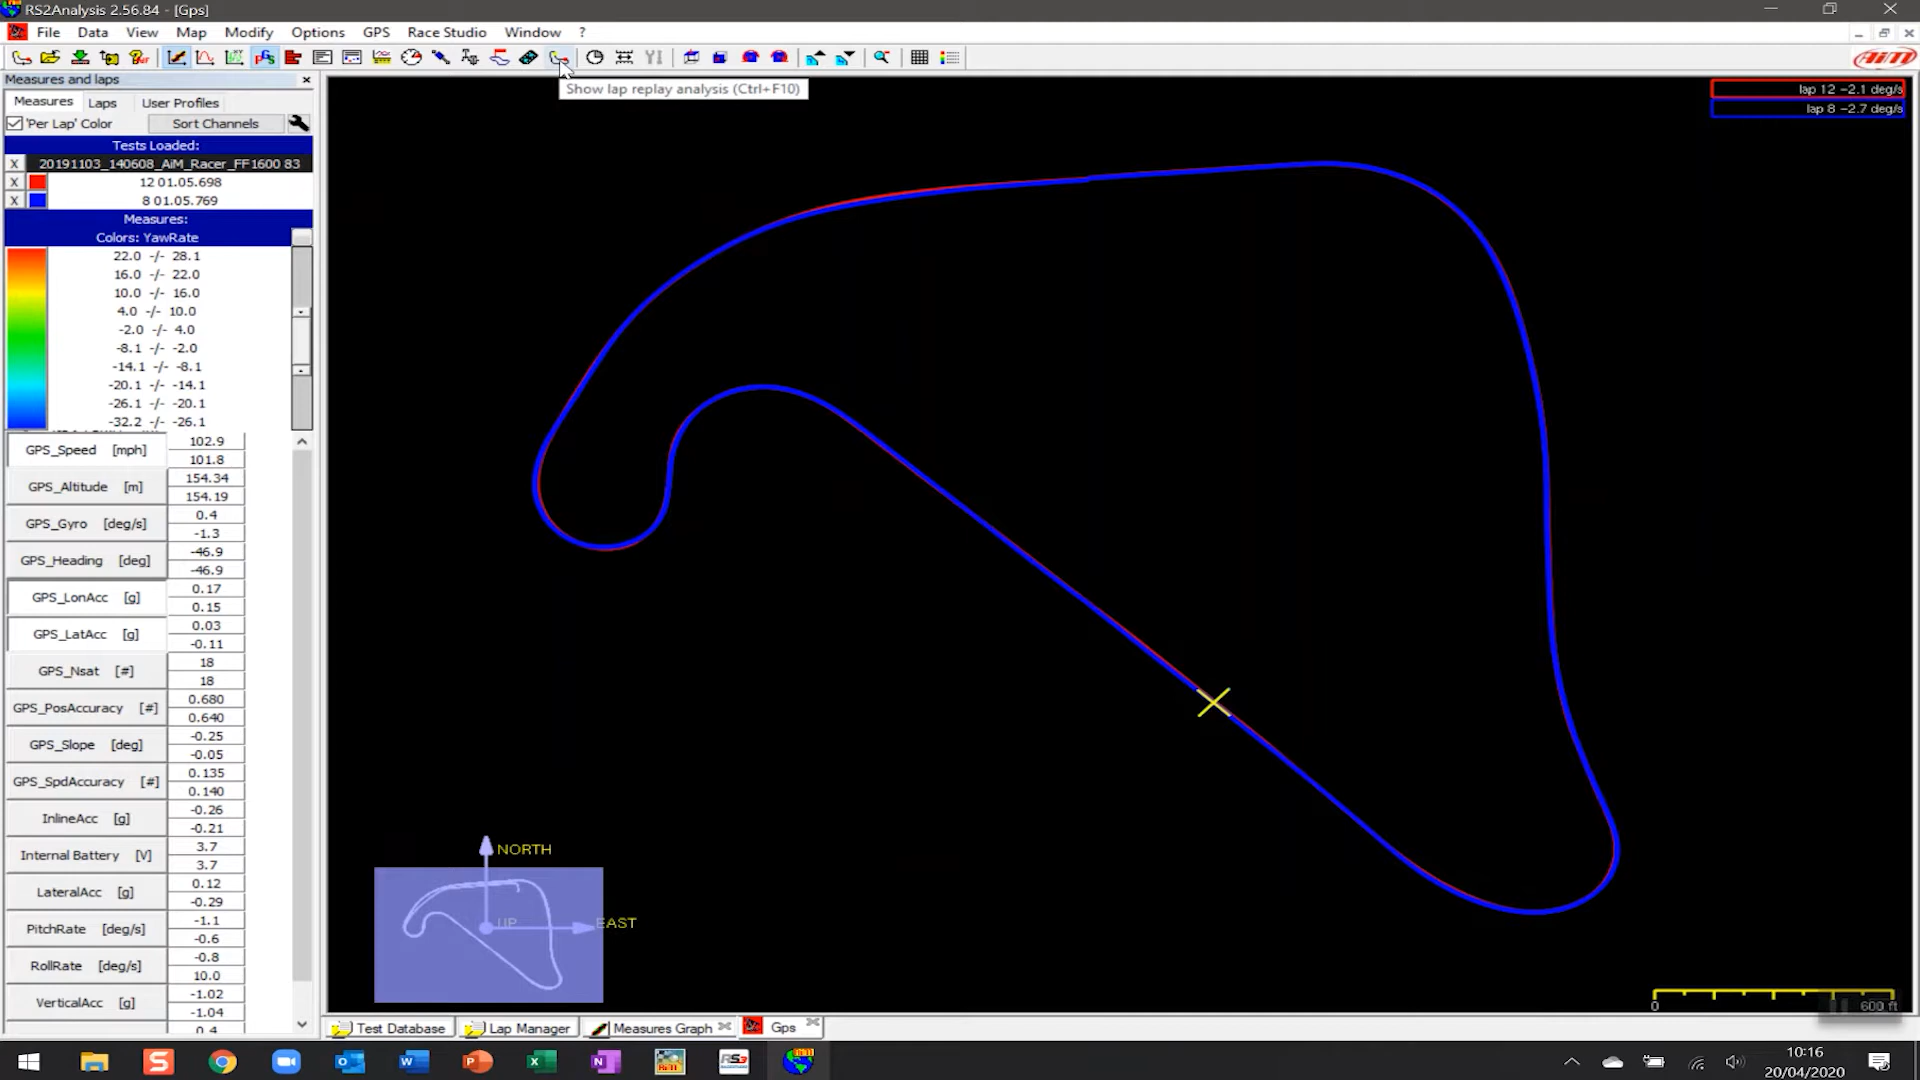 RS2Analysis 2.56.84 - [Gps]
File Data View Map Modify Options GPS Race Studio Window ?
Measures and laps
Show lap replay analysis (Ctrl+F10)
Measures Laps User Profiles
'Per Lap' Color Sort Channels
Tests Loaded:
X 20191103_140608_AiM_Racer_FF1600 83
X 12 01.05.698
X 8 01.05.769
Measures:
Colors: YawRate
22.0 -/- 28.1
16.0 -/- 22.0
10.0 -/- 16.0
4.0 -/- 10.0
-2.0 -/- 4.0
-8.1 -/- -2.0
-14.1 -/- -8.1
-20.1 -/- -14.1
-26.1 -/- -20.1
-32.2 -/- -26.1
GPS_Speed [mph] 102.9
101.8
GPS_Altitude [m] 154.34
154.19
GPS_Gyro [deg/s] 0.4
-1.3
GPS_Heading [deg] -46.9
-46.9
GPS_LonAcc [g] 0.17
0.15
GPS_LatAcc [g] 0.03
-0.11
GPS_Nsat [#] 18
18
GPS_PosAccuracy [#] 0.680
0.640
GPS_Slope [deg] -0.25
-0.05
GPS_SpdAccuracy [#] 0.135
0.140
InlineAcc [g] -0.26
-0.21
Internal Battery [V] 3.7
3.7
LateralAcc [g] 0.12
-0.29
PitchRate [deg/s] -1.1
-0.6
RollRate [deg/s] -0.8
10.0
VerticalAcc [g] -1.02
-1.04
0.4
lap 12 -2.1 deg/s
lap 8 -2.7 deg/s
NORTH
UP
EAST
0 600 ft
Test Database Lap Manager Measures Graph Gps
10:16
20/04/2020